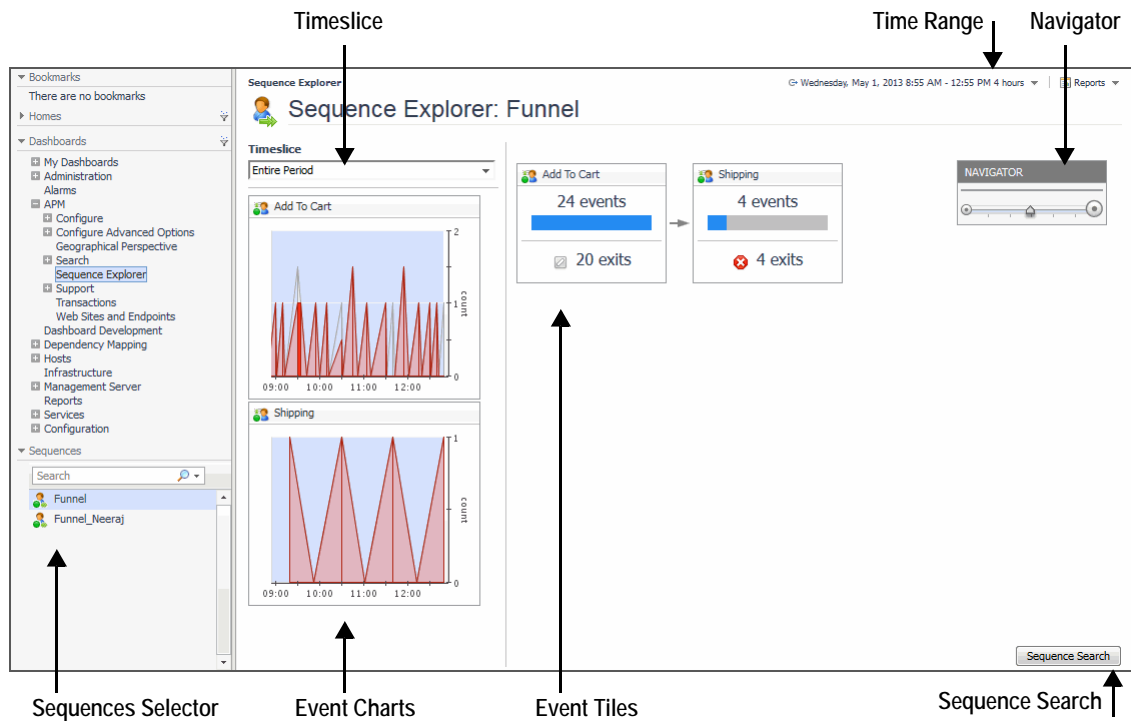 Timeslice
Time Range
Navigator
Bookmarks
There are no bookmarks
Homes
Dashboards
My Dashboards
Administration
Alarms
APM
Configure
Configure Advanced Options
Geographical Perspective
Search
Sequence Explorer
Support
Transactions
Web Sites and Endpoints
Dashboard Development
Dependency Mapping
Hosts
Infrastructure
Management Server
Reports
Services
Configuration
Sequences
Search
Funnel
Funnel_Neeraj
Sequence Explorer
Wednesday, May 1, 2013 8:55 AM - 12:55 PM 4 hours
Reports
Sequence Explorer: Funnel
Timeslice
Entire Period
Add To Cart
2
1
0
count
09:00 10:00 11:00 12:00
Shipping
1
0
count
09:00 10:00 11:00 12:00
Add To Cart
24 events
20 exits
Shipping
4 events
4 exits
NAVIGATOR
Sequence Search
Sequences Selector
Event Charts
Event Tiles
Sequence Search